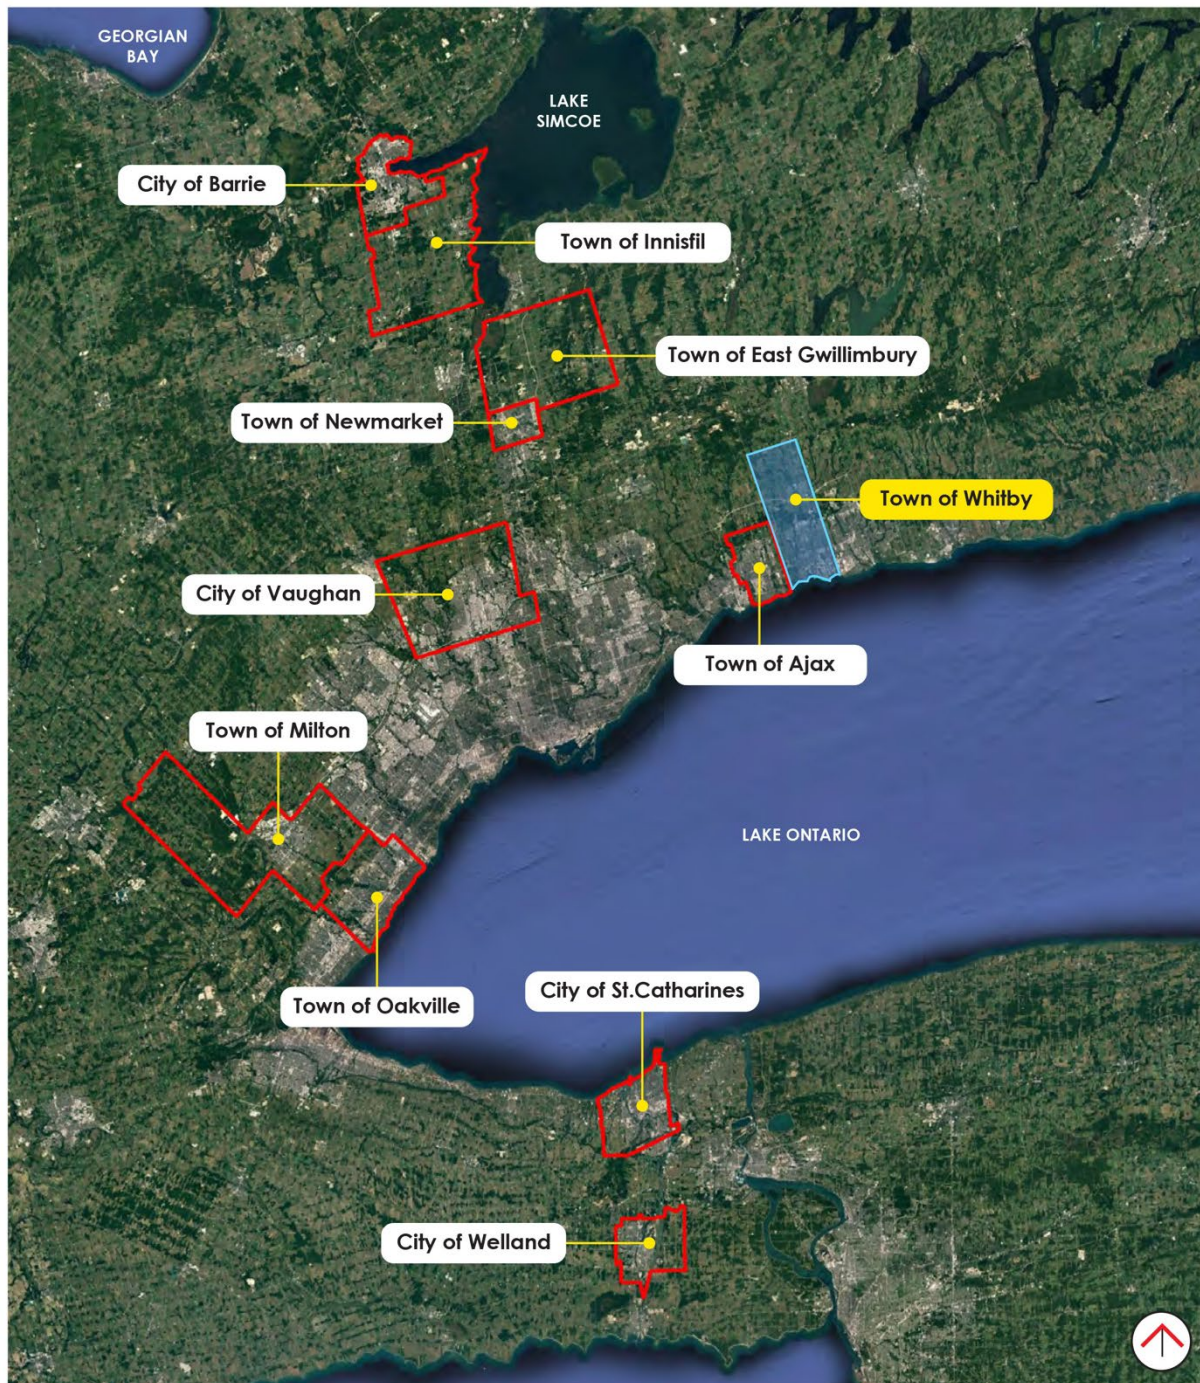 GEORGIAN
BAY
LAKE
SIMCOE
City of Barrie
Town of Innisfil
Town of East Gwillimbury
Town of Newmarket
Town of Whitby
City of Vaughan
Town of Ajax
Town of Milton
LAKE ONTARIO
City of St.Catharines
Town of Oakville
City of Welland